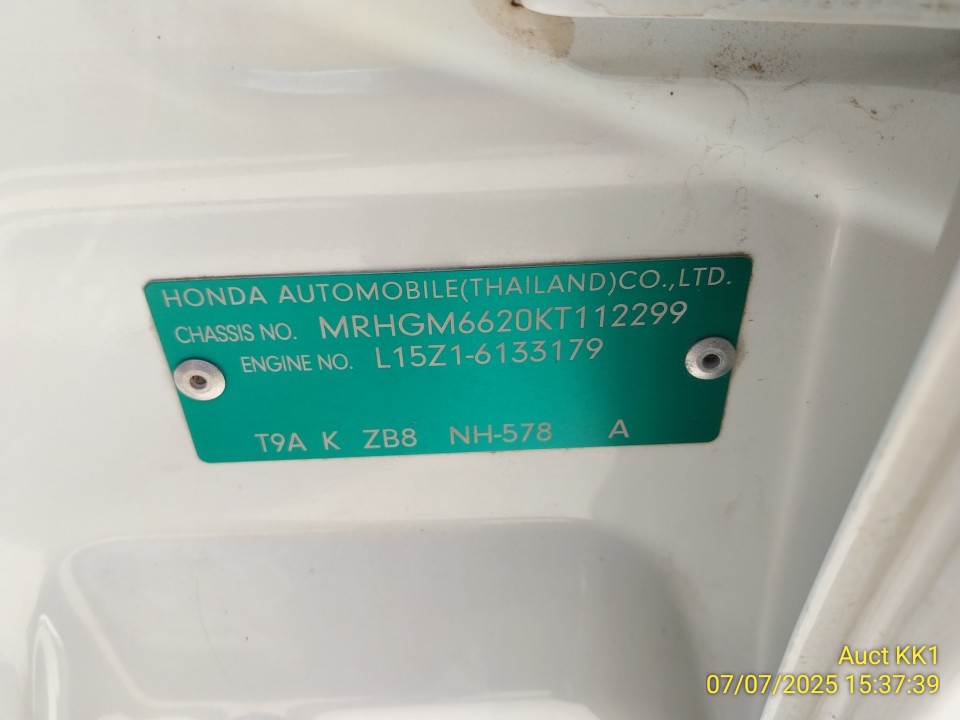 HONDA AUTOMOBILE(THAILAND)CO.,LTD.
CHASSIS NO. MRHGM6620KT112299
ENGINE NO. L15Z1-6133179
T9A K ZB8 NH-578 A
Auct KK1
07/07/2025 15:37:39